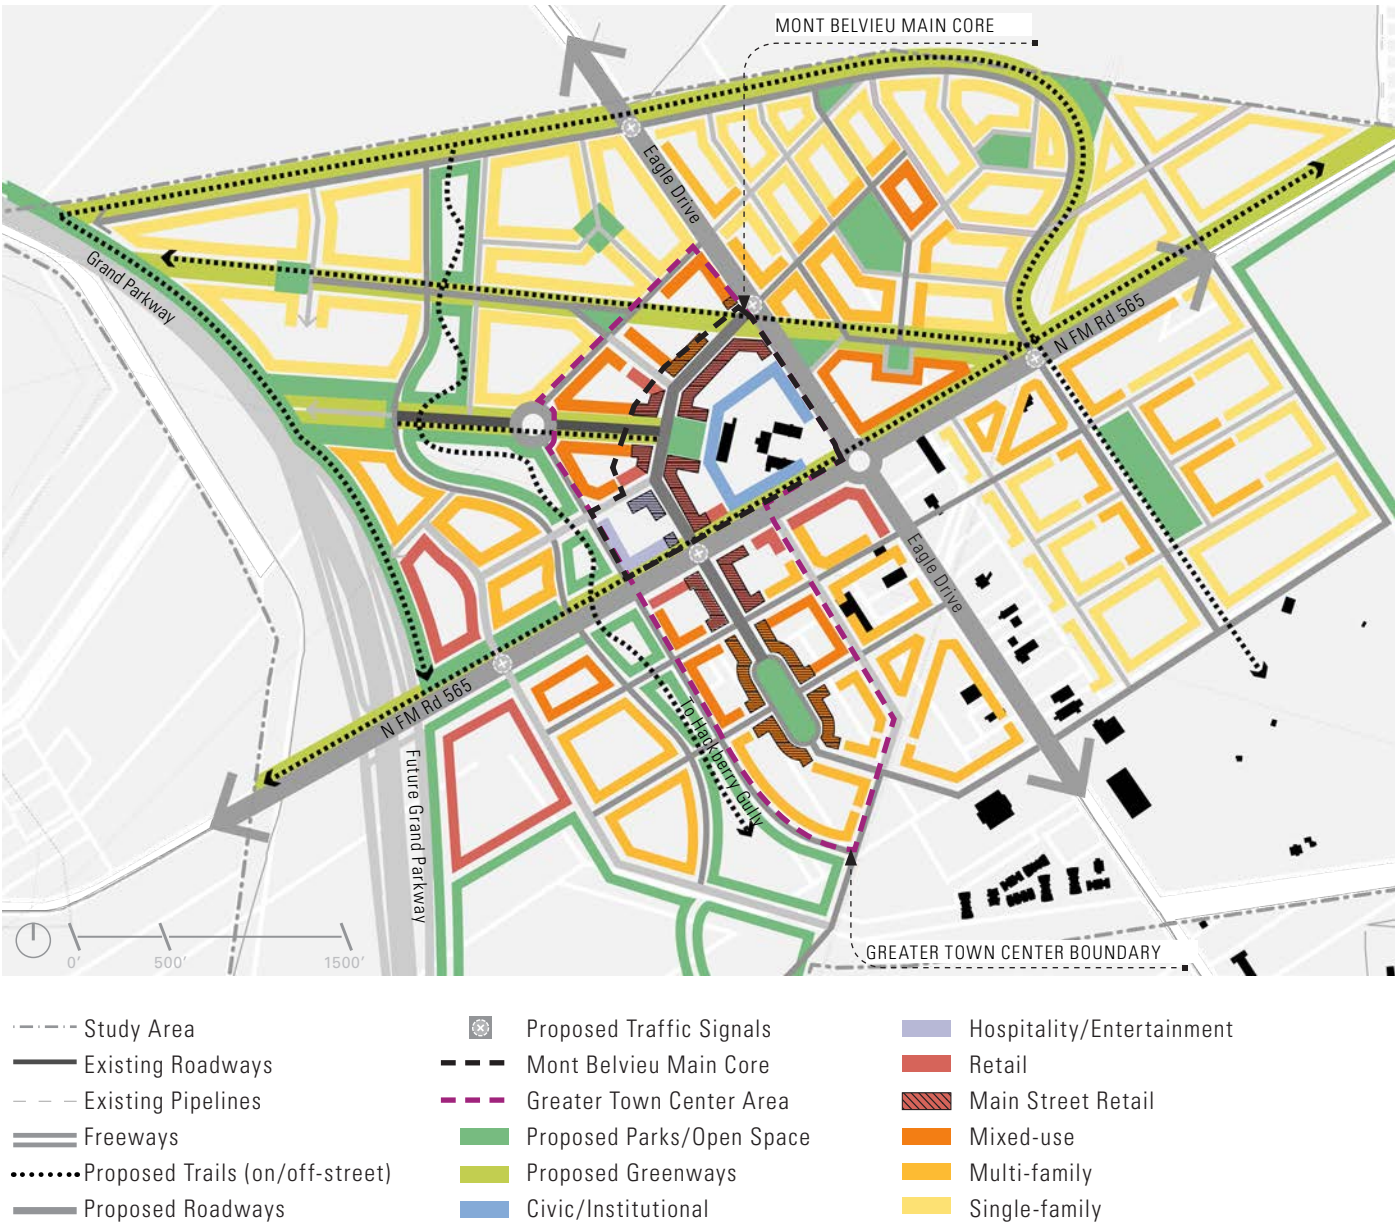 MONT BELVIEU MAIN CORE
Eagle Drive
Grand Parkway
N FM Rd 565
Eagle Drive
N FM Rd 565
To Hackberry Gully
Future Grand Parkway
GREATER TOWN CENTER BOUNDARY
0' 500' 1500'
Study Area
Existing Roadways
Existing Pipelines
Freeways
Proposed Trails (on/off-street)
Proposed Roadways
Proposed Traffic Signals
Mont Belvieu Main Core
Greater Town Center Area
Proposed Parks/Open Space
Proposed Greenways
Civic/Institutional
Hospitality/Entertainment
Retail
Main Street Retail
Mixed-use
Multi-family
Single-family